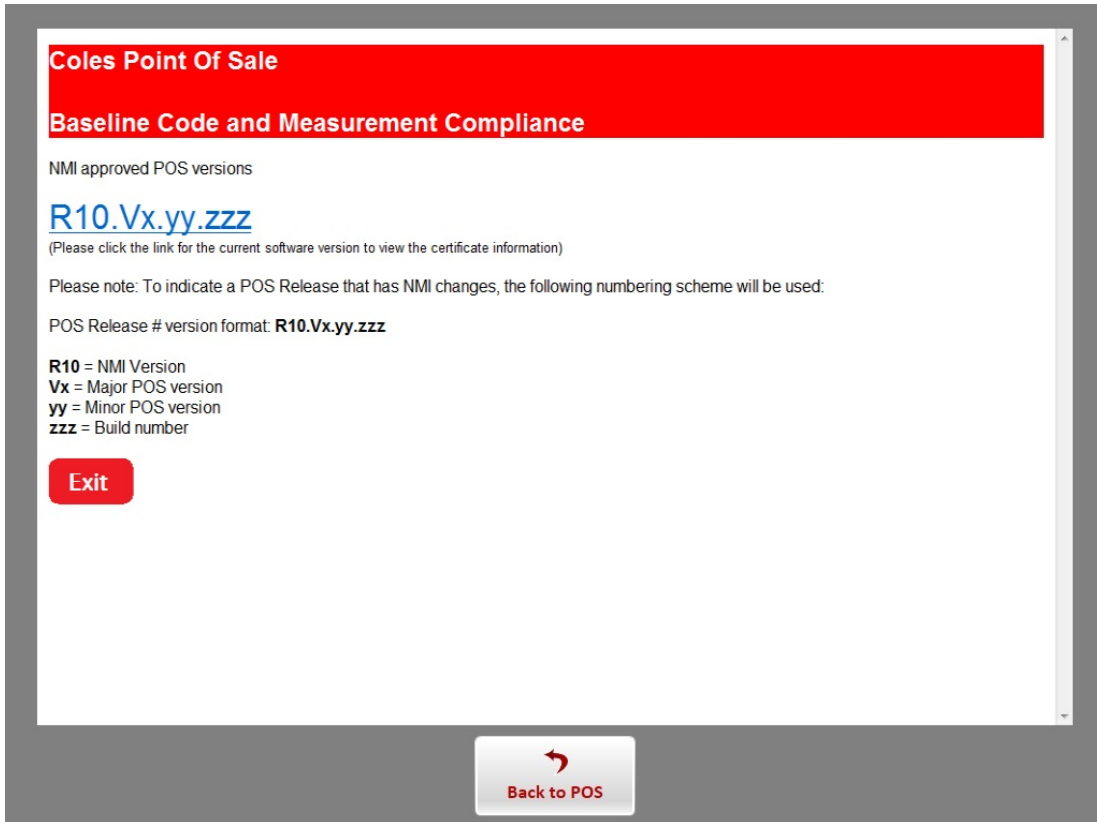 Coles Point Of Sale
Baseline Code and Measurement Compliance
NMI approved POS versions
R10.Vx.yy.zzz
(Please click the link for the current software version to view the certificate information)
Please note: To indicate a POS Release that has NMI changes, the following numbering scheme will be used:
POS Release # version format: R10.Vx.yy.zzz
R10 = NMI Version
Vx = Major POS version
yy = Minor POS version
zzz = Build number
Exit
Back to POS